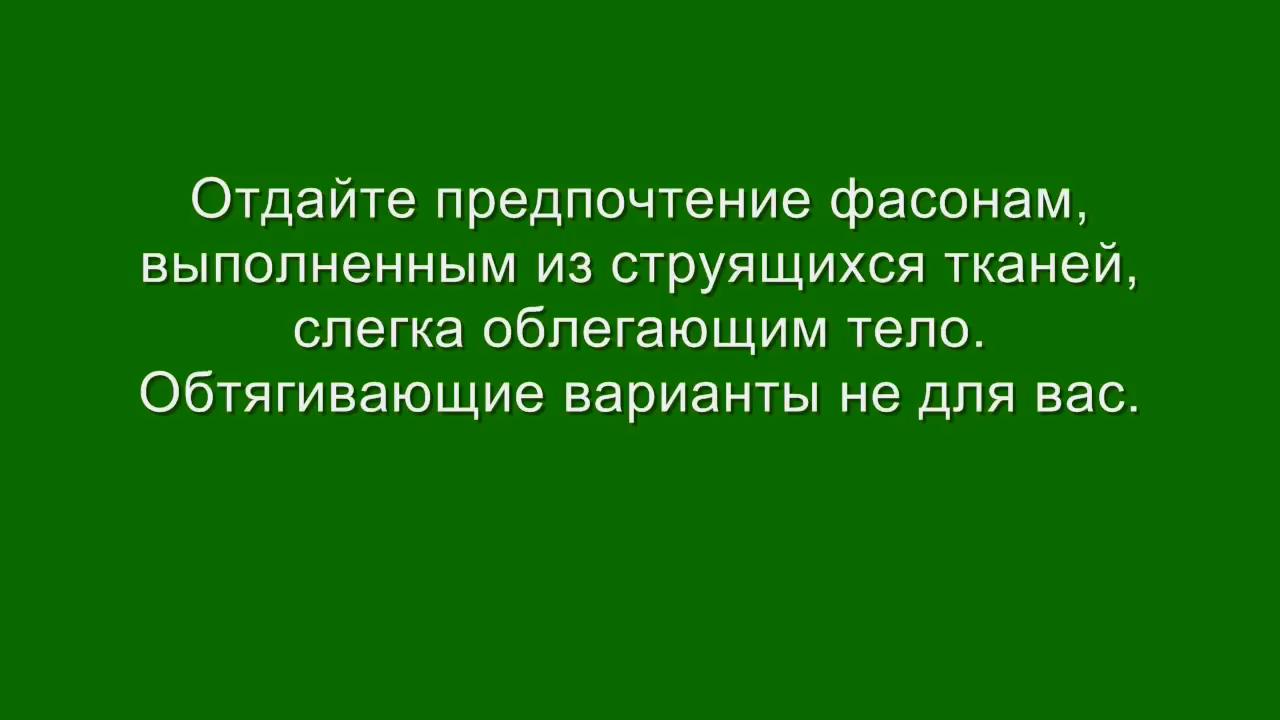 Отдайте предпочтение фасонам,
выполненным из струящихся тканей,
слегка облегающим тело.
Обтягивающие варианты не для вас.